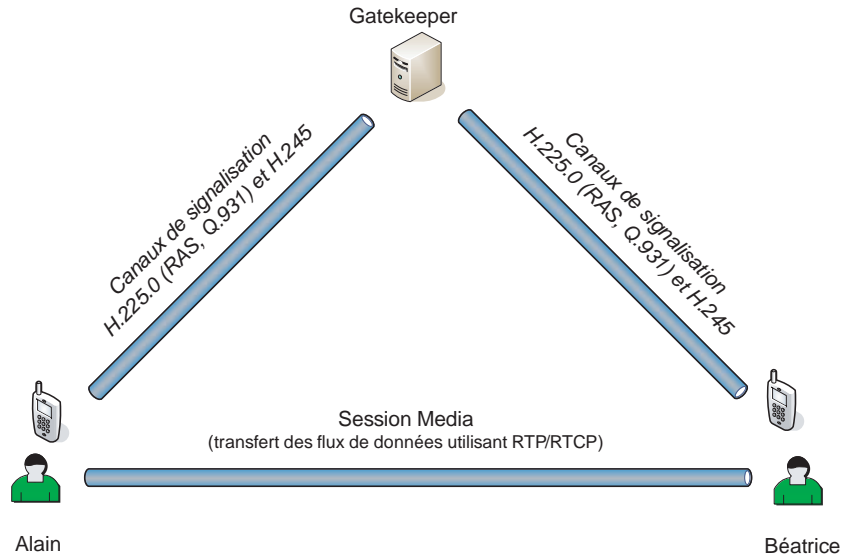 Gatekeeper
Canaux de signalisation
H.225.0 (RAS, Q.931) et H.245
Canaux de signalisation
H.225.0 (RAS, Q.931) et H.245
Session Media
(transfert des flux de données utilisant RTP/RTCP)
Alain
Béatrice